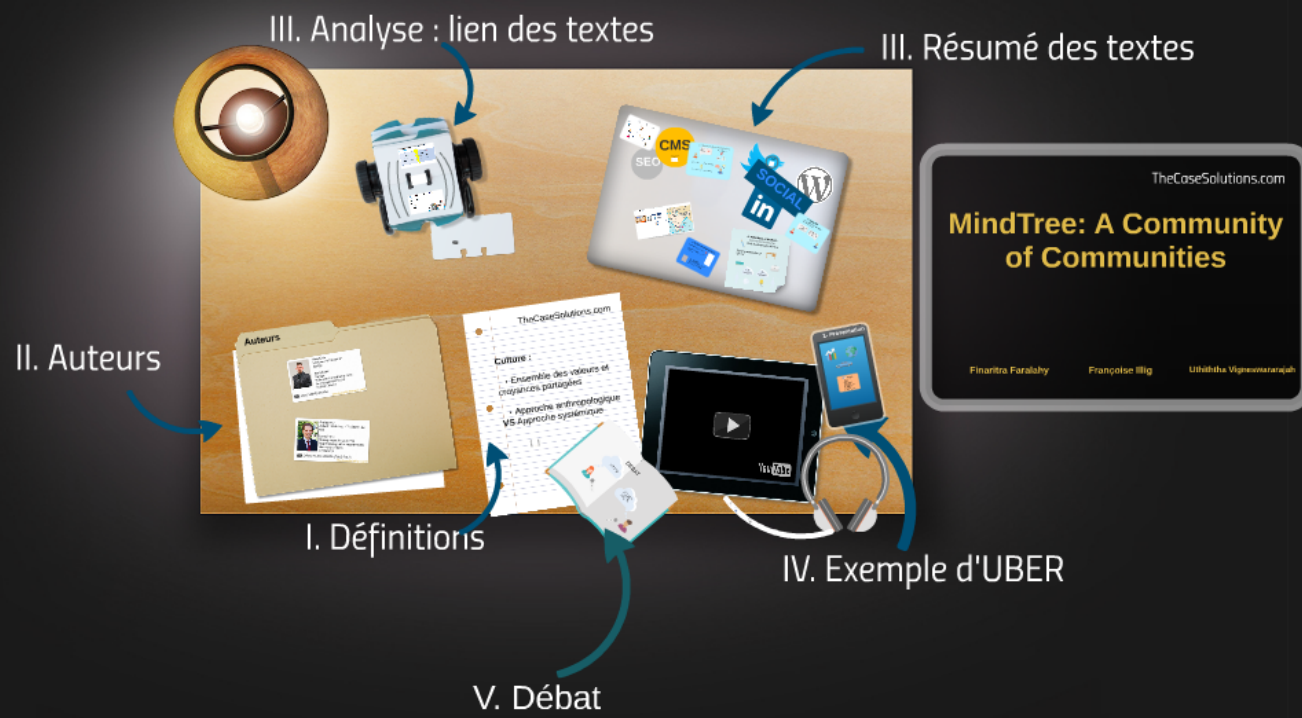 III. Analyse : lien des textes
III. Résumé des textes
CMS
SEO
SOCIAL
in
TheCaseSolutions.com
MindTree: A Community
of Communities
Finaritra Faralahy
Françoise Illig
Uthiththa Vigneswararajah
II. Auteurs
Auteurs
TheCaseSolutions.com
Culture :
• Ensemble des valeurs et
croyances partagées
• Approche anthropologique
VS Approche systémique
DEBAT
YouTube
I. Définitions
IV. Exemple d'UBER
V. Débat